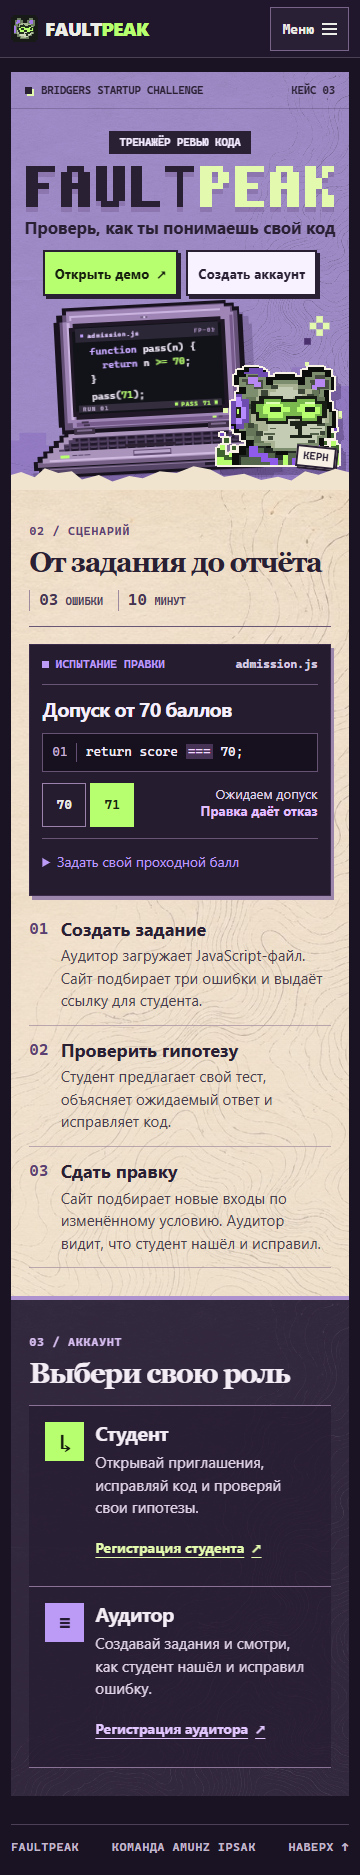 FAULTPEAK
Меню
BRIDGERS STARTUP CHALLENGE
КЕЙС 03
ТРЕНАЖЁР РЕВЬЮ КОДА
FAULTPEAK
Проверь, как ты понимаешь свой код
Открыть демо ↗
Создать аккаунт
admission.js
FP-03
function pass(n) {
return n >= 70;
}
pass(71);
RUN 01
PASS 71
КЕРН
02 / СЦЕНАРИЙ
От задания до отчёта
03 ОШИБКИ
10 МИНУТ
ИСПЫТАНИЕ ПРАВКИ
admission.js
Допуск от 70 баллов
01 return score === 70;
70
71
Ожидаем допуск
Правка даёт отказ
▶ Задать свой проходной балл
01 Создать задание
Аудитор загружает JavaScript-файл.
Сайт подбирает три ошибки и выдаёт
ссылку для студента.
02 Проверить гипотезу
Студент предлагает свой тест,
объясняет ожидаемый ответ и
исправляет код.
03 Сдать правку
Сайт подбирает новые входы по
изменённому условию. Аудитор
видит, что студент нашёл и исправил.
03 / АККАУНТ
Выбери свою роль
Студент
Открывай приглашения,
исправляй код и проверяй
свои гипотезы.
Регистрация студента ↗
Аудитор
Создавай задания и смотри,
как студент нашёл и исправил
ошибку.
Регистрация аудитора ↗
FAULTPEAK
КОМАНДА AMUHZ IPSAK
НАВЕРХ ↑